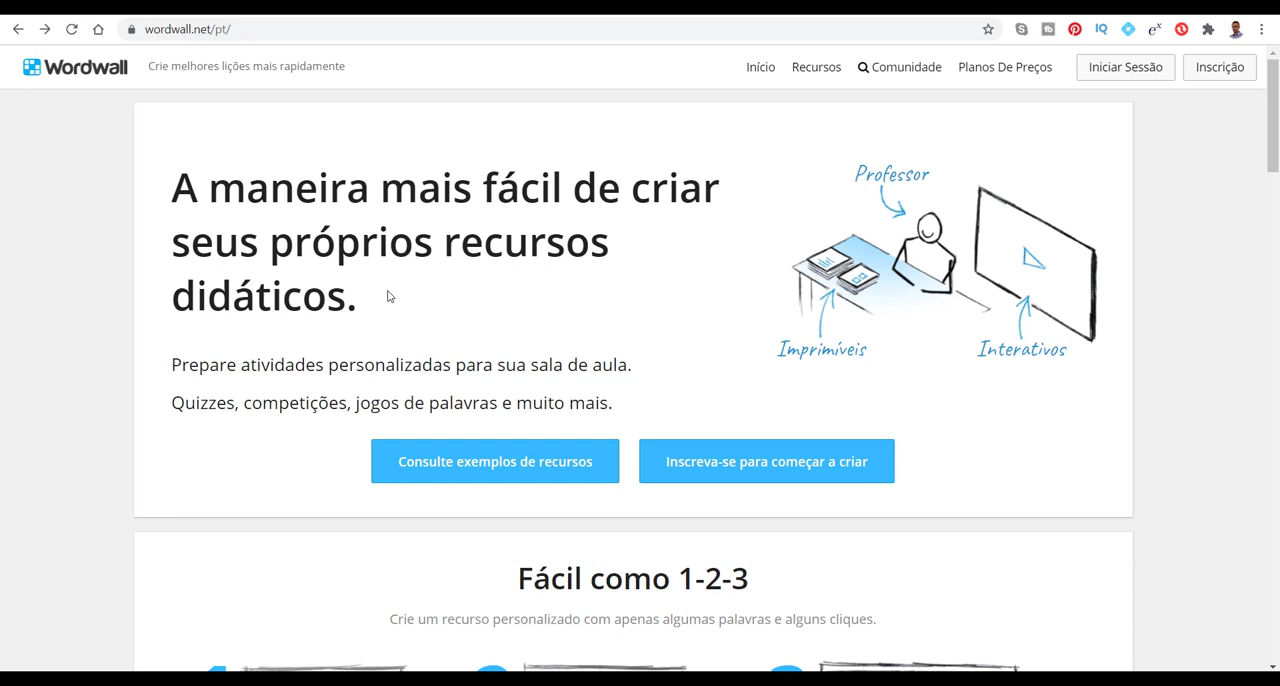 wordwall.net/pt/
Wordwall
Crie melhores lições mais rapidamente
Início
Recursos
Comunidade
Planos De Preços
Iniciar Sessão
Inscrição
A maneira mais fácil de criar
seus próprios recursos
didáticos.
Professor
Imprimíveis
Interativos
Prepare atividades personalizadas para sua sala de aula.
Quizzes, competições, jogos de palavras e muito mais.
Consulte exemplos de recursos
Inscreva-se para começar a criar
Fácil como 1-2-3
Crie um recurso personalizado com apenas algumas palavras e alguns cliques.